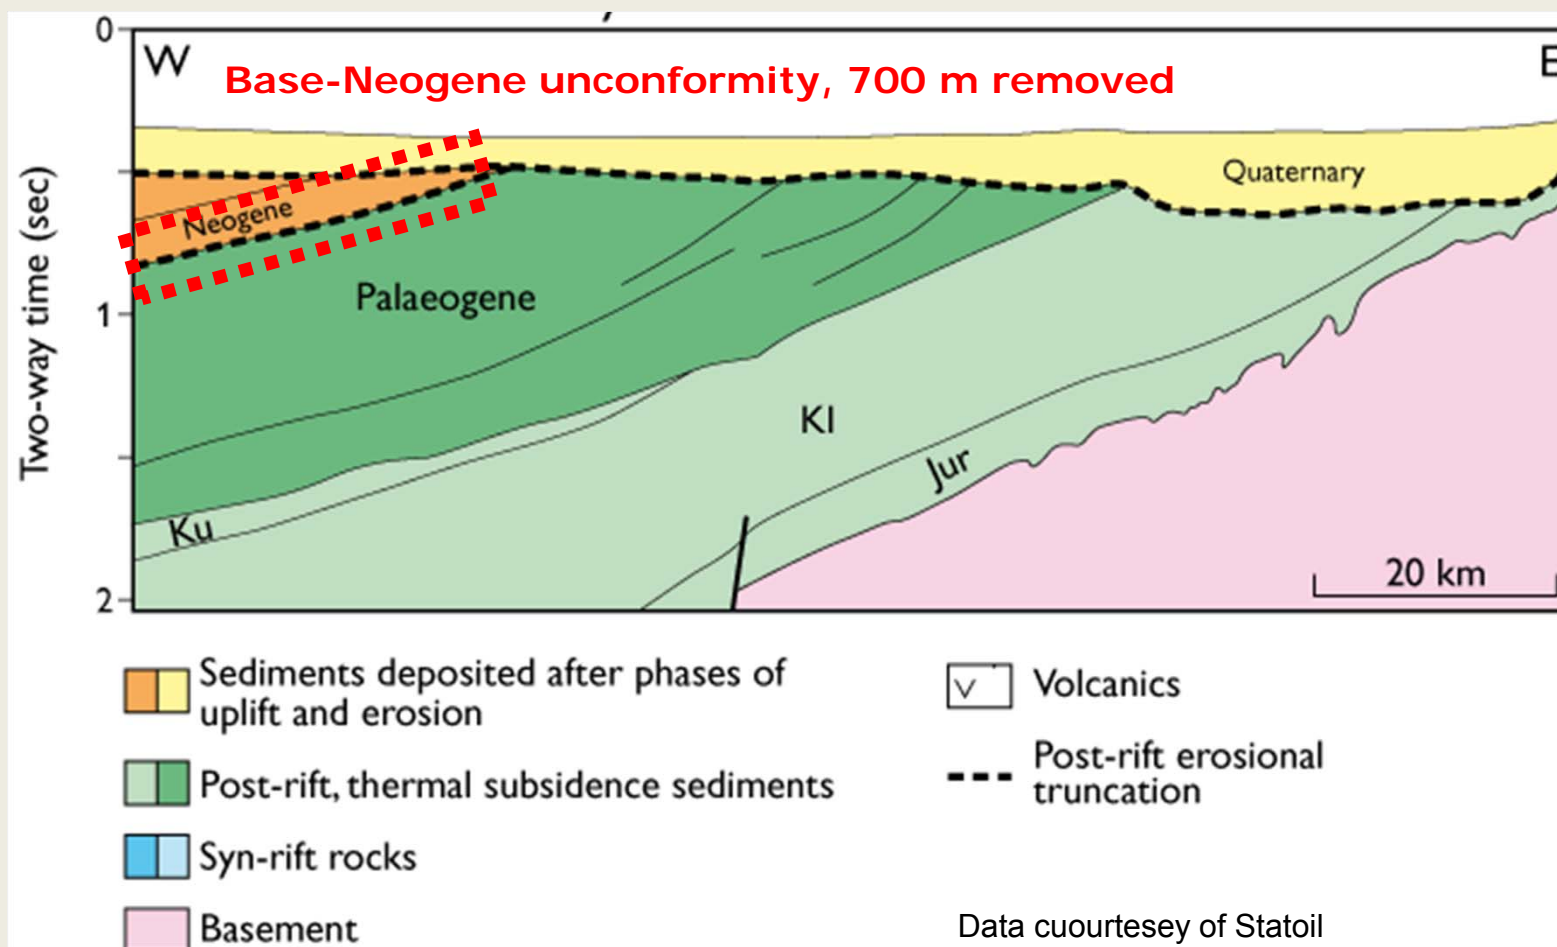 0
W
E
Base-Neogene unconformity, 700 m removed
Quaternary
Neogene
Palaeogene
1
Two-way time (sec)
Kl
Jur
Ku
20 km
2
Sediments deposited after phases of
uplift and erosion
Volcanics
Post-rift, thermal subsidence sediments
Post-rift erosional
truncation
Syn-rift rocks
Basement
Data cuourtesey of Statoil